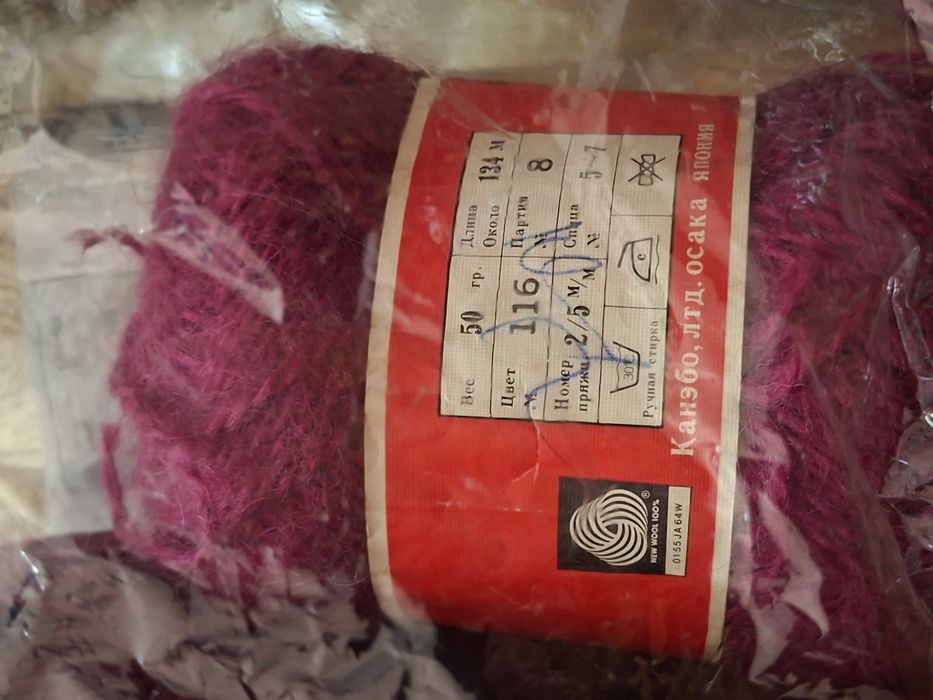 Вес 50 гр. Длина Около 134 м
Цвет № 116 Партия № 8
Номер пряжи 2/5 м/м Спица № 5~7
30°C
Ручная стирка
Канэбо, лтд. осака япония
NEW WOOL 100%
0155JA64W